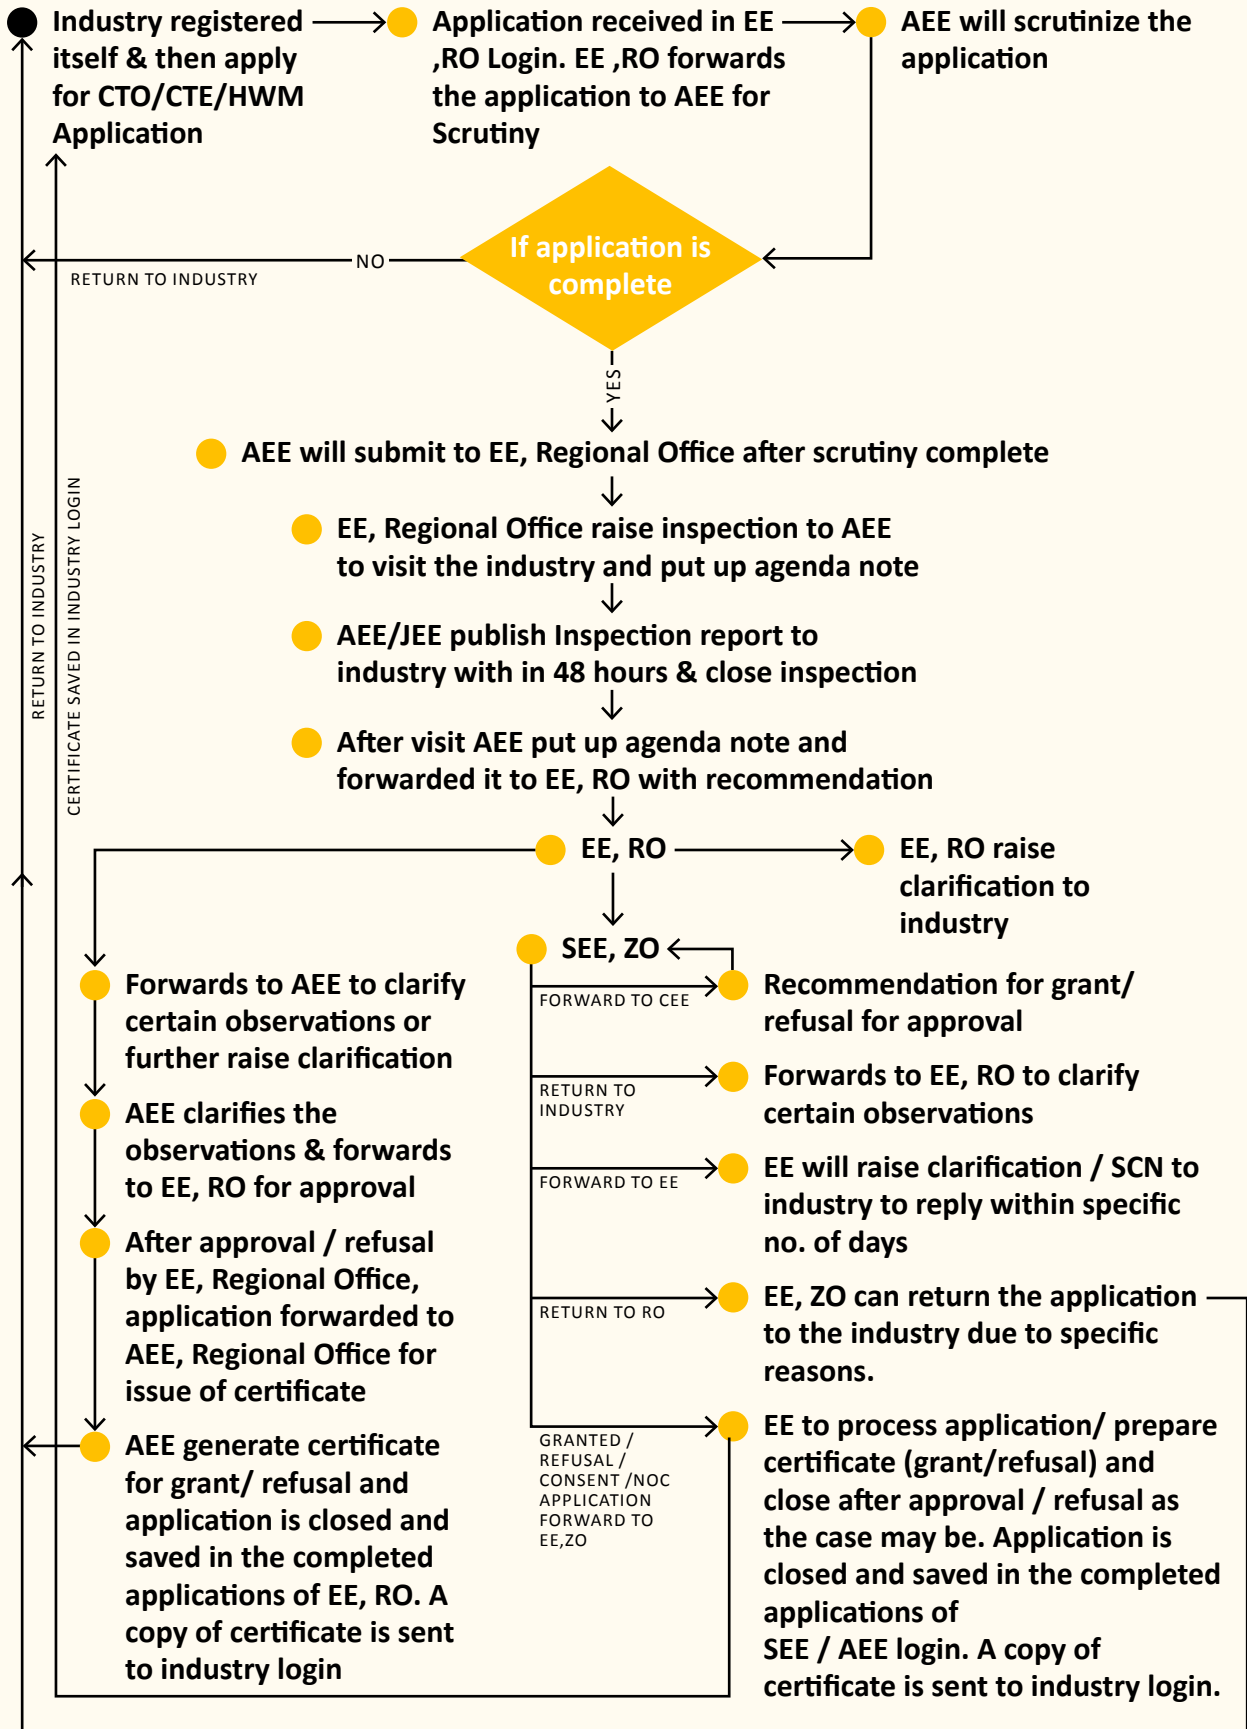 Industry registered
itself & then apply
for CTO/CTE/HWM
Application
Application received in EE
,RO Login. EE ,RO forwards
the application to AEE for
Scrutiny
AEE will scrutinize the
application
If application is
complete
NO
RETURN TO INDUSTRY
YES
AEE will submit to EE, Regional Office after scrutiny complete
EE, Regional Office raise inspection to AEE
to visit the industry and put up agenda note
AEE/JEE publish Inspection report to
industry with in 48 hours & close inspection
After visit AEE put up agenda note and
forwarded it to EE, RO with recommendation
RETURN TO INDUSTRY
CERTIFICATE SAVED IN INDUSTRY LOGIN
EE, RO
EE, RO raise
clarification to
industry
SEE, ZO
Forwards to AEE to clarify
certain observations or
further raise clarification
AEE clarifies the
observations & forwards
to EE, RO for approval
After approval / refusal
by EE, Regional Office,
application forwarded to
AEE, Regional Office for
issue of certificate
AEE generate certificate
for grant/ refusal and
application is closed and
saved in the completed
applications of EE, RO. A
copy of certificate is sent
to industry login
FORWARD TO CEE
Recommendation for grant/
refusal for approval
RETURN TO
INDUSTRY
Forwards to EE, RO to clarify
certain observations
FORWARD TO EE
EE will raise clarification / SCN to
industry to reply within specific
no. of days
RETURN TO RO
EE, ZO can return the application
to the industry due to specific
reasons.
GRANTED /
REFUSAL /
CONSENT /NOC
APPLICATION
FORWARD TO
EE,ZO
EE to process application/ prepare
certificate (grant/refusal) and
close after approval / refusal as
the case may be. Application is
closed and saved in the completed
applications of
SEE / AEE login. A copy of
certificate is sent to industry login.